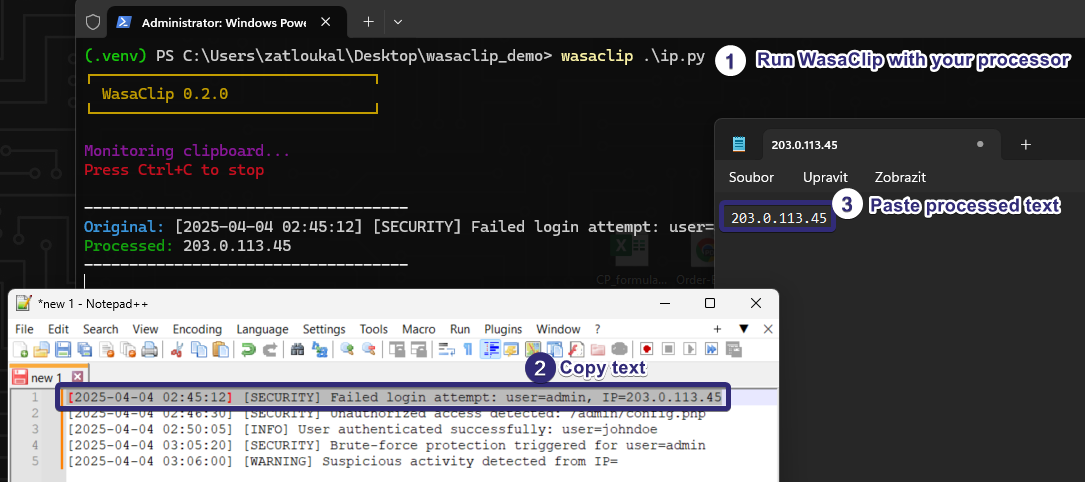 Administrator: Windows Powe
(.venv) PS C:\Users\zatloukal\Desktop\wasaclip_demo> wasaclip .\ip.py
1 Run WasaClip with your processor
WasaClip 0.2.0
Monitoring clipboard...
Press Ctrl+C to stop
------------------------------------
Original: [2025-04-04 02:45:12] [SECURITY] Failed login attempt: user=
Processed: 203.0.113.45
------------------------------------
CP_formula...
203.0.113.45
Soubor Upravit Zobrazit
203.0.113.45
3 Paste processed text
*new 1 - Notepad++
File Edit Search View Encoding Language Settings Tools Macro Run Plugins Window ?
2 Copy text
new 1
1 [2025-04-04 02:45:12] [SECURITY] Failed login attempt: user=admin, IP=203.0.113.45
2 [2025-04-04 02:46:30] [SECURITY] Unauthorized access detected: /admin/config.php
3 [2025-04-04 02:50:05] [INFO] User authenticated successfully: user=johndoe
4 [2025-04-04 03:05:20] [SECURITY] Brute-force protection triggered for user=admin
5 [2025-04-04 03:06:00] [WARNING] Suspicious activity detected from IP=